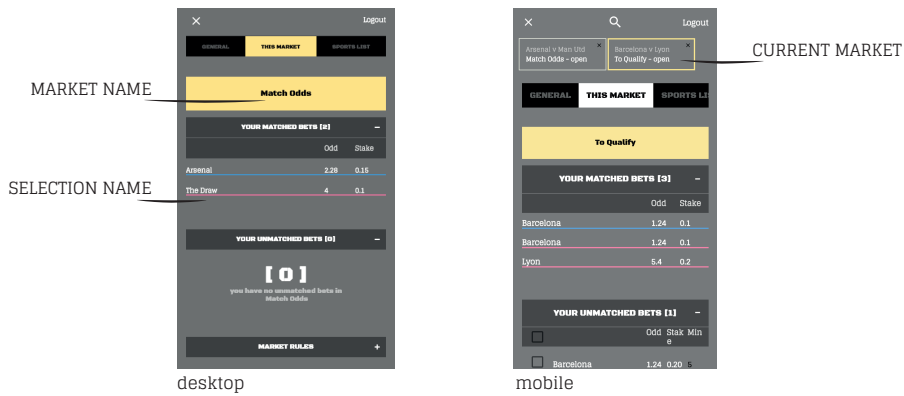 × Logout
GENERAL THIS MARKET SPORTS LIST
MARKET NAME
Match Odds
YOUR MATCHED BETS [2] −
Odd Stake
Arsenal 2.28 0.15
SELECTION NAME
The Draw 4 0.1
YOUR UNMATCHED BETS [0] −
[ 0 ]
you have no unmatched bets in
Match Odds
MARKET RULES +
desktop
× Logout
Arsenal v Man Utd ×
Match Odds - open
Barcelons v Lyon ×
To Qualify - open
CURRENT MARKET
GENERAL THIS MARKET SPORTS LI
To Qualify
YOUR MATCHED BETS [3] −
Odd Stake
Barcelona 1.24 0.1
Barcelona 1.24 0.1
Lyon 5.4 0.2
YOUR UNMATCHED BETS [1] −
Odd Stak Min
e
Barcelona 1.24 0.20 5
mobile